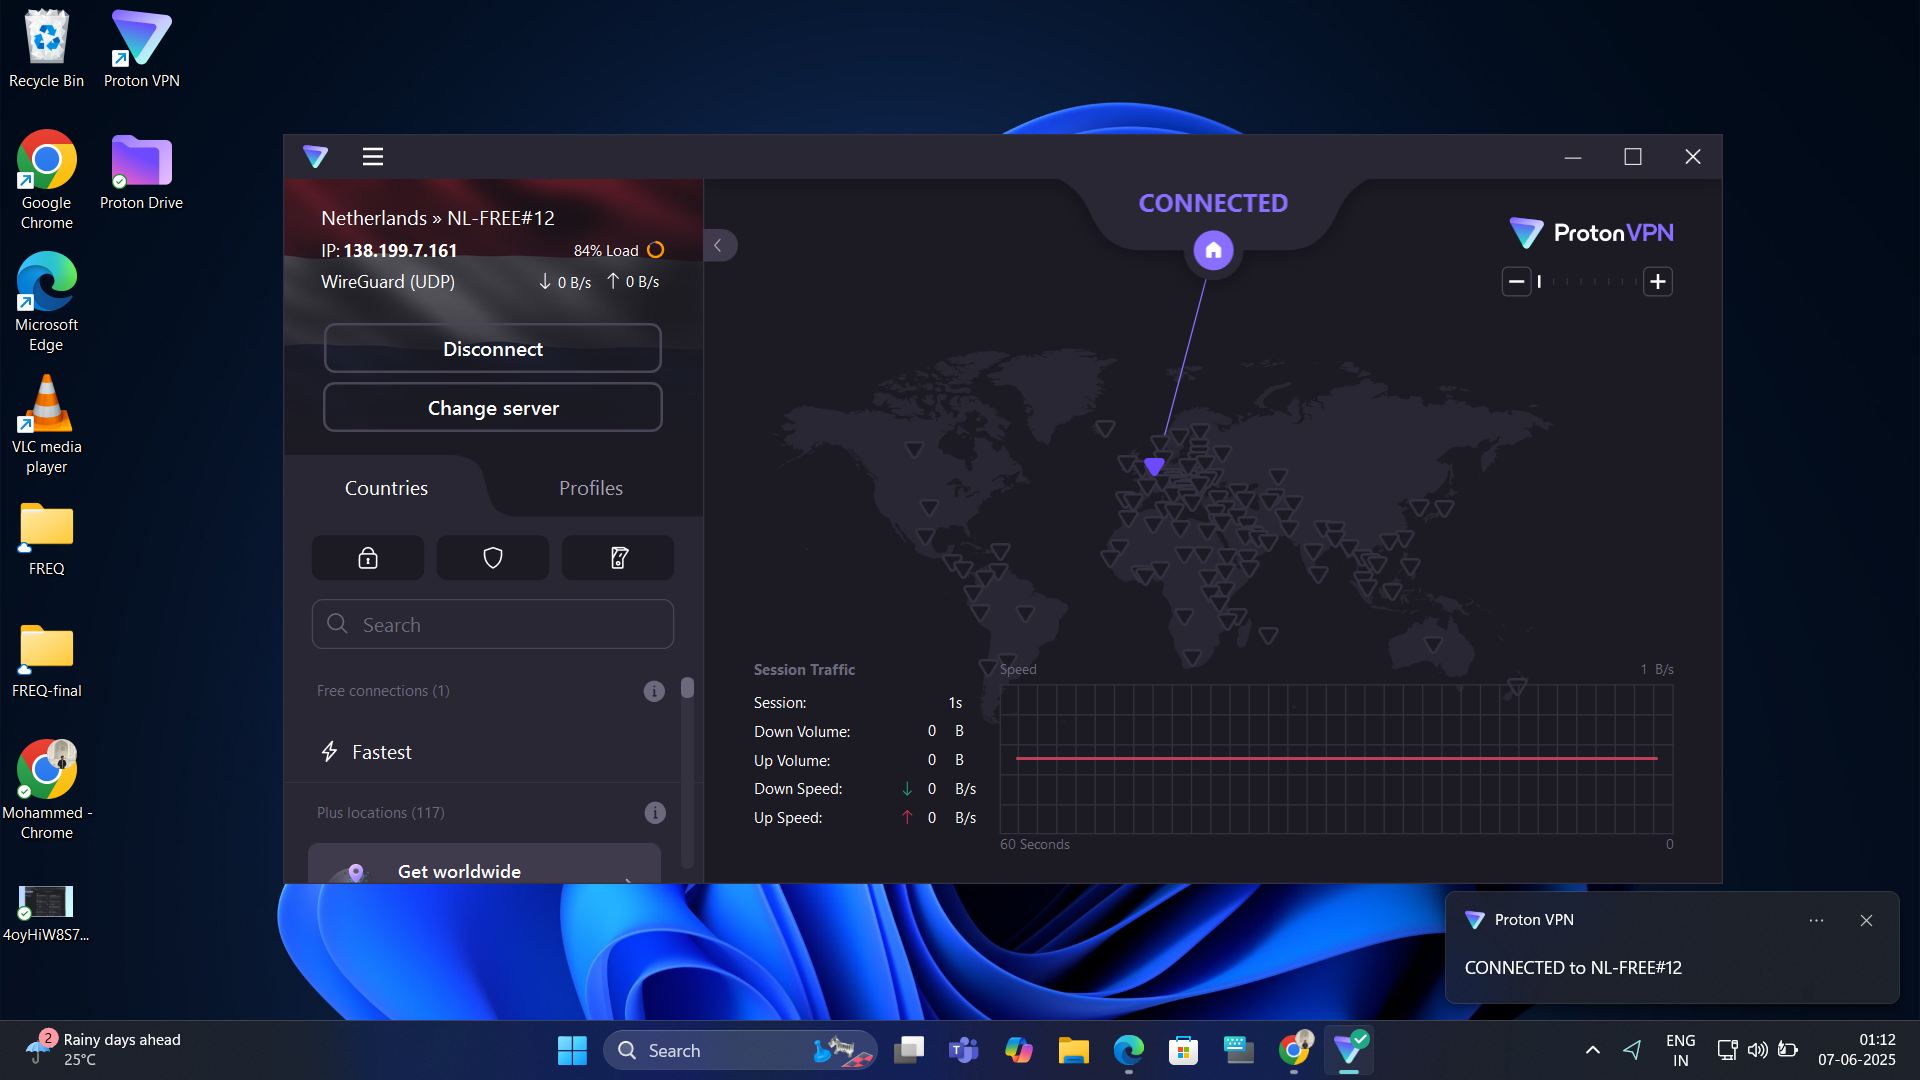 Recycle Bin
Proton VPN
Google
Chrome
Proton Drive
Microsoft
Edge
VLC media
player
FREQ
FREQ-final
Mohammed -
Chrome
4oyHiW8S7...
Netherlands » NL-FREE#12
IP: 138.199.7.161
84% Load
WireGuard (UDP)
0 B/s
0 B/s
Disconnect
Change server
Countries
Profiles
Search
Free connections (1)
Fastest
Plus locations (117)
Get worldwide
CONNECTED
ProtonVPN
Session Traffic
Session: 1s
Down Volume: 0 B
Up Volume: 0 B
Down Speed: 0 B/s
Up Speed: 0 B/s
Speed
1 B/s
60 Seconds
0
Proton VPN
CONNECTED to NL-FREE#12
2
Rainy days ahead
25°C
Search
ENG
IN
01:12
07-06-2025